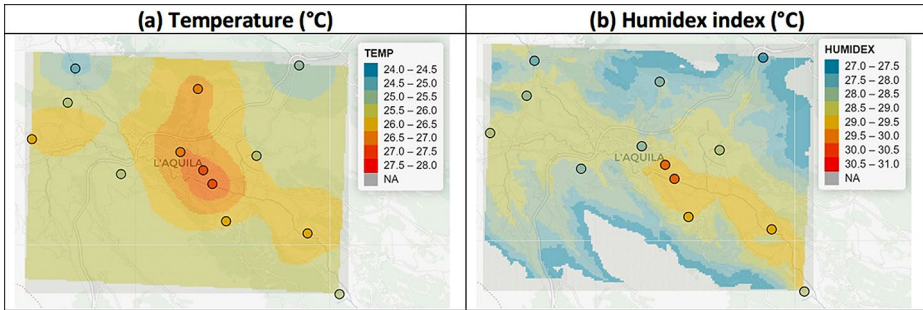 (a) Temperature (°C)
(b) Humidex index (°C)
TEMP
24.0 – 24.5
24.5 – 25.0
25.0 – 25.5
25.5 – 26.0
26.0 – 26.5
26.5 – 27.0
27.0 – 27.5
27.5 – 28.0
NA
L'AQUILA
HUMIDEX
27.0 – 27.5
27.5 – 28.0
28.0 – 28.5
28.5 – 29.0
29.0 – 29.5
29.5 – 30.0
30.0 – 30.5
30.5 – 31.0
NA
L'AQUILA